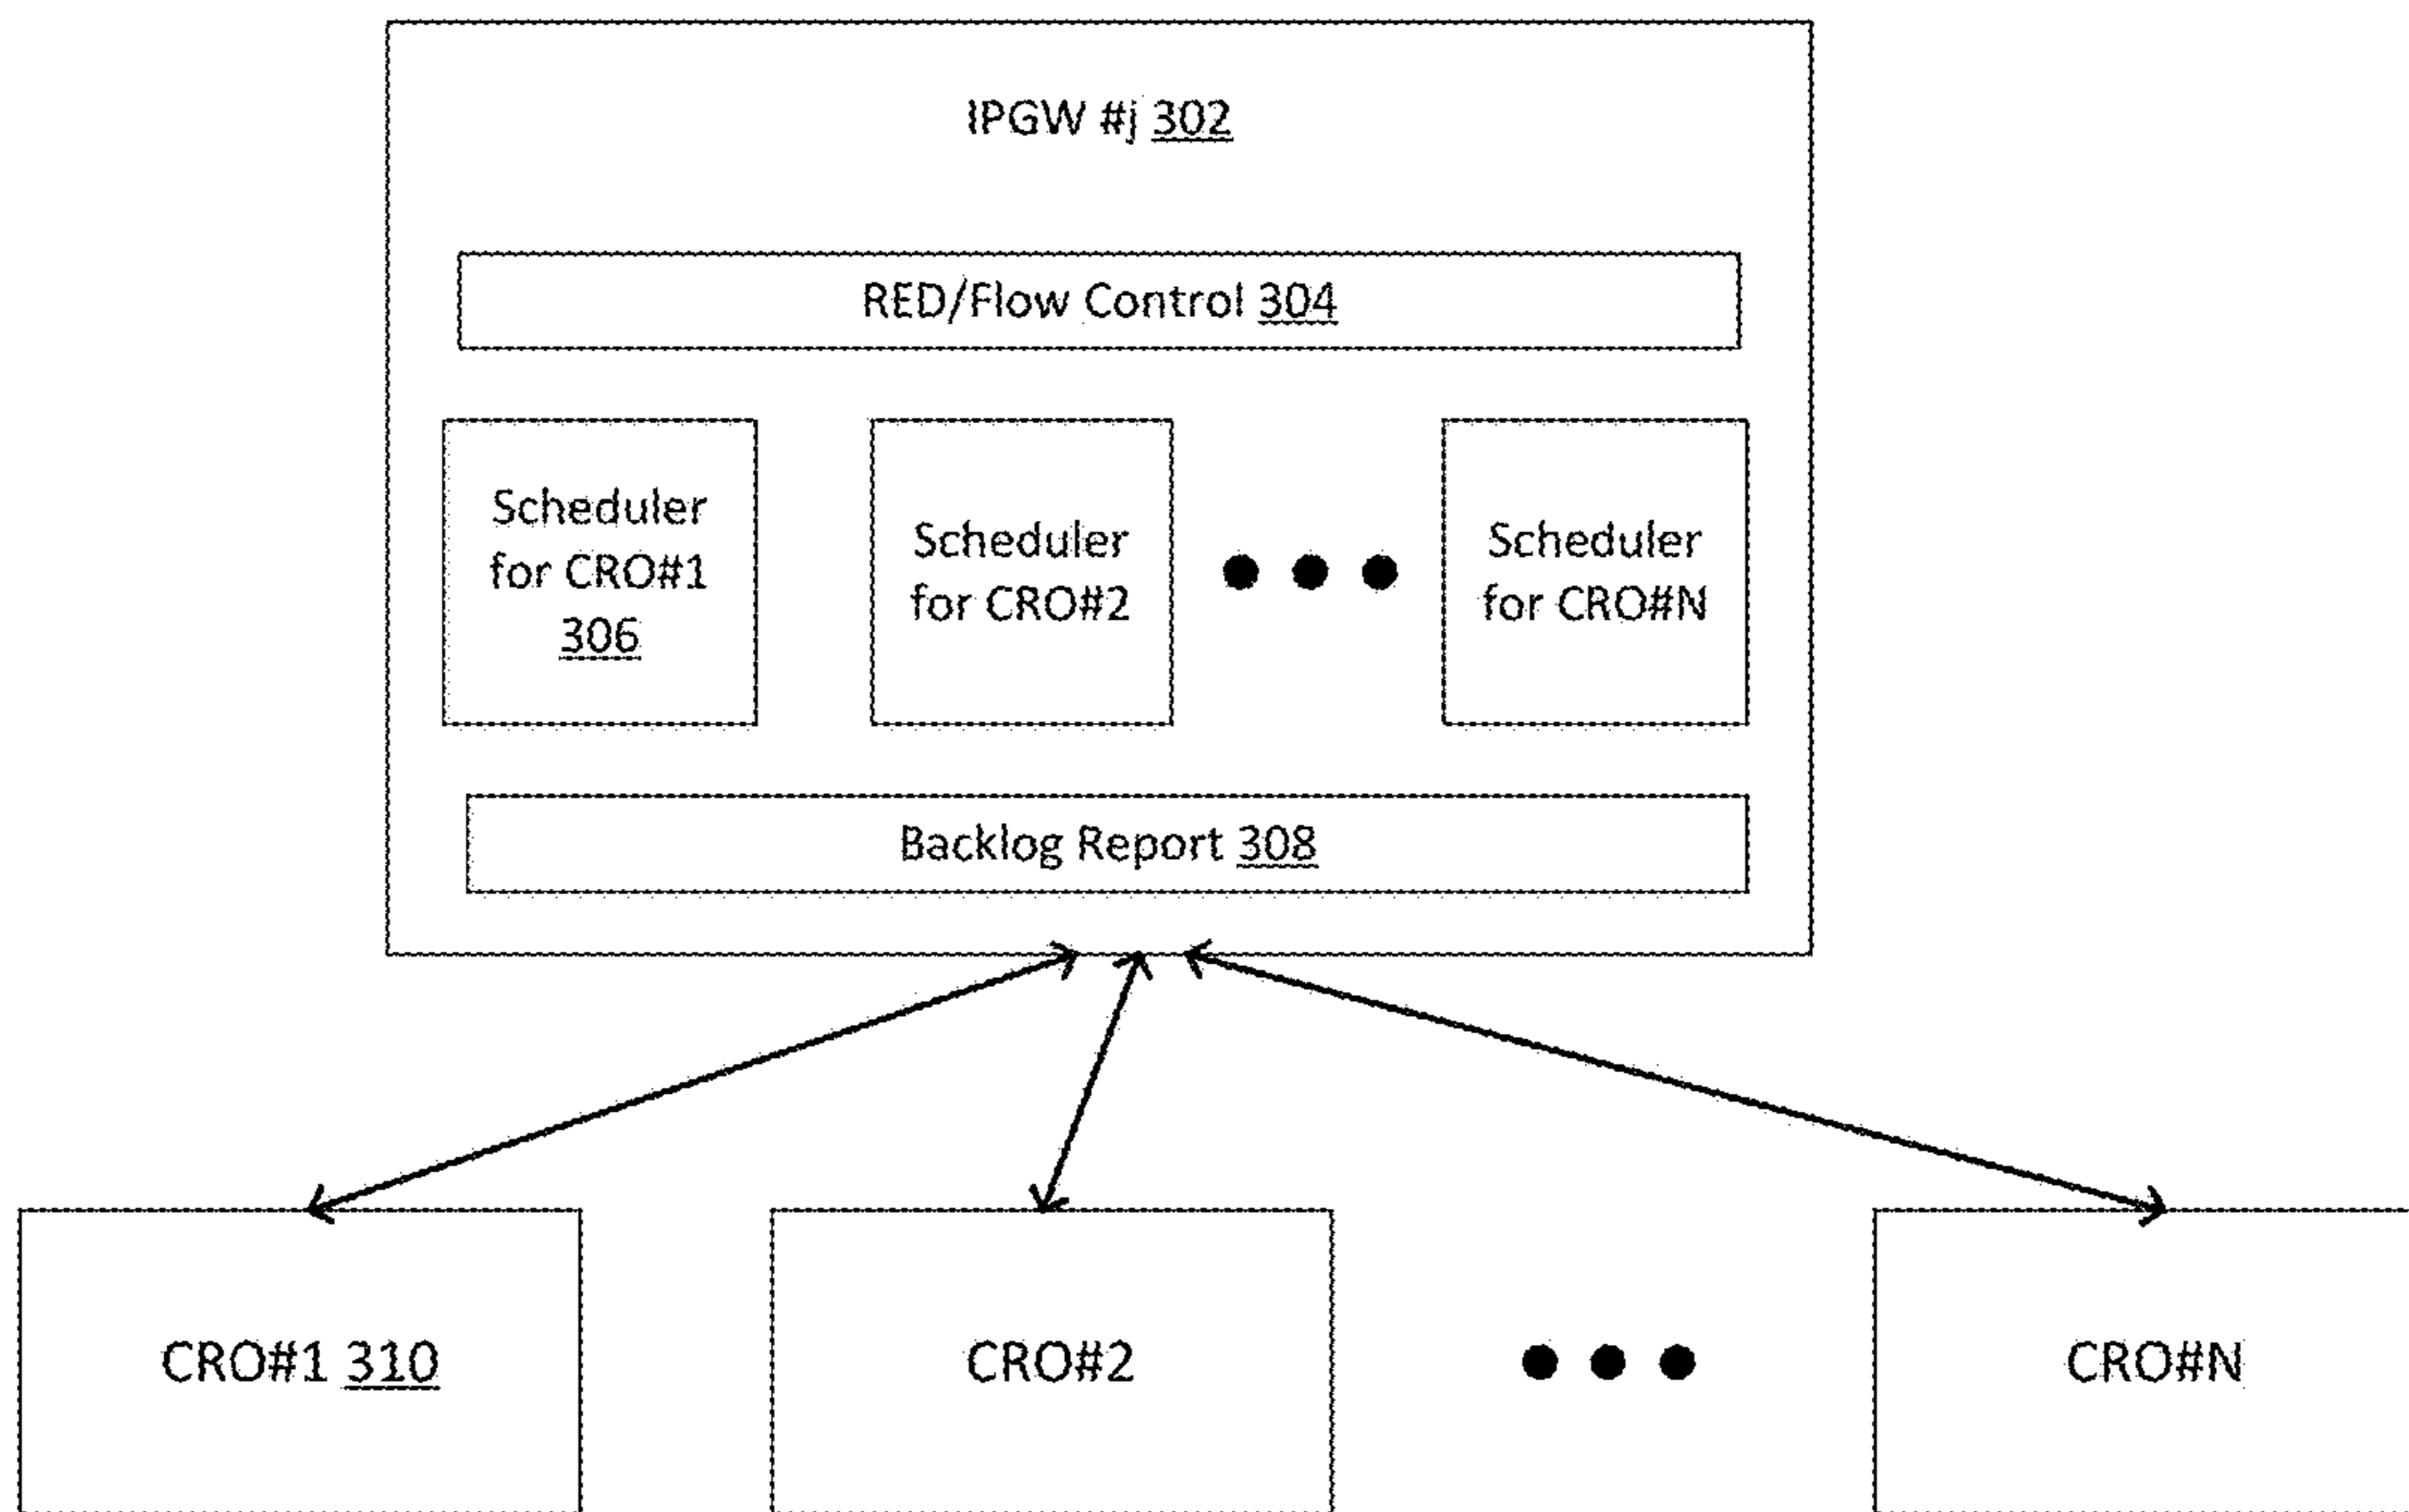 IPGW #j 302
RED/Flow Control 304
Scheduler
for CRO#1
306
Scheduler
for CRO#2
Scheduler
for CRO#N
Backlog Report 308
CRO#1 310
CRO#2
CRO#N